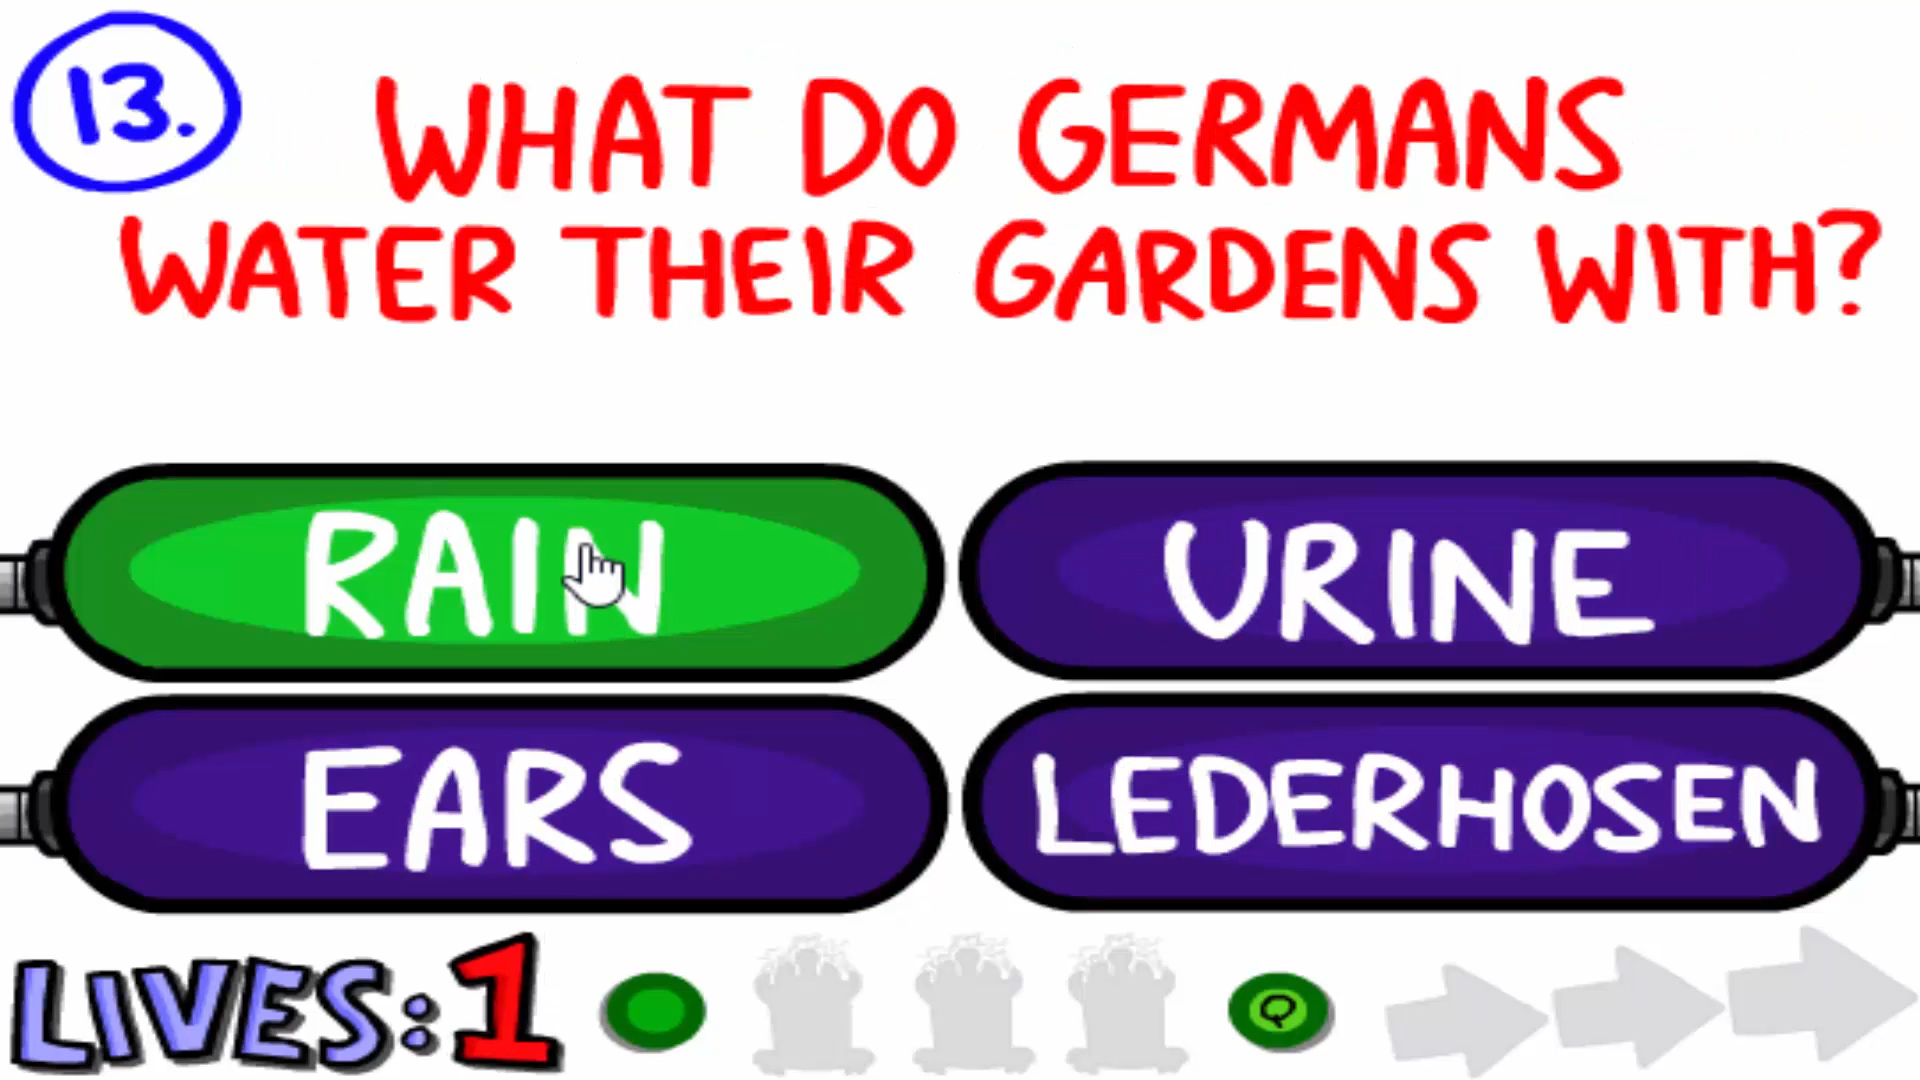 13.
WHAT DO GERMANS
WATER THEIR GARDENS WITH?
RAIN
URINE
EARS
LEDERHOSEN
LIVES:1
Q